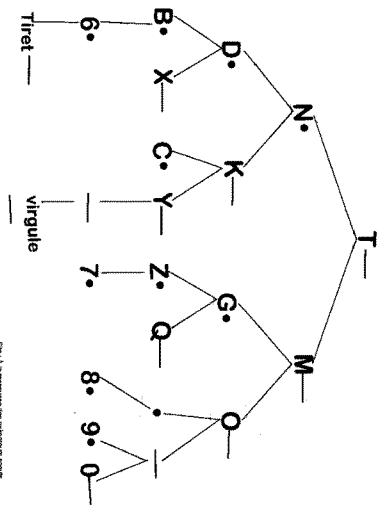 T —
N • M —
D • K — G • O —
B • X — C • Y — Z • Q — • —
6 • — 7 • 8 • 9 • 0 —
Tiret — virgule —